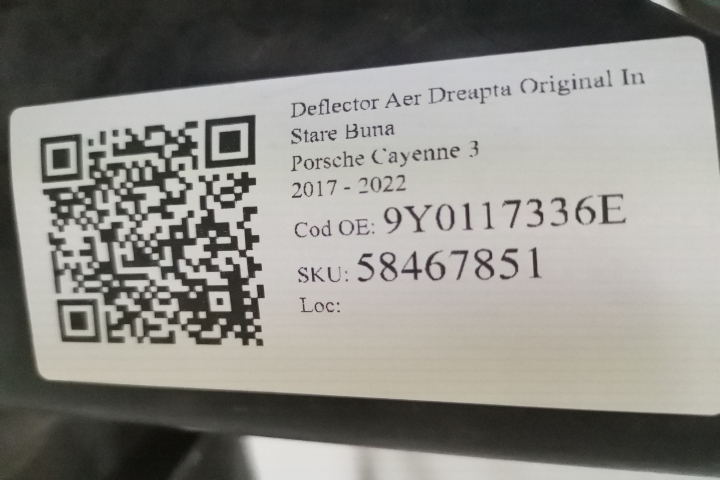 Deflector Aer Dreapta Original In
Stare Buna
Porsche Cayenne 3
2017 - 2022
Cod OE: 9Y0117336E
SKU: 58467851
Loc: